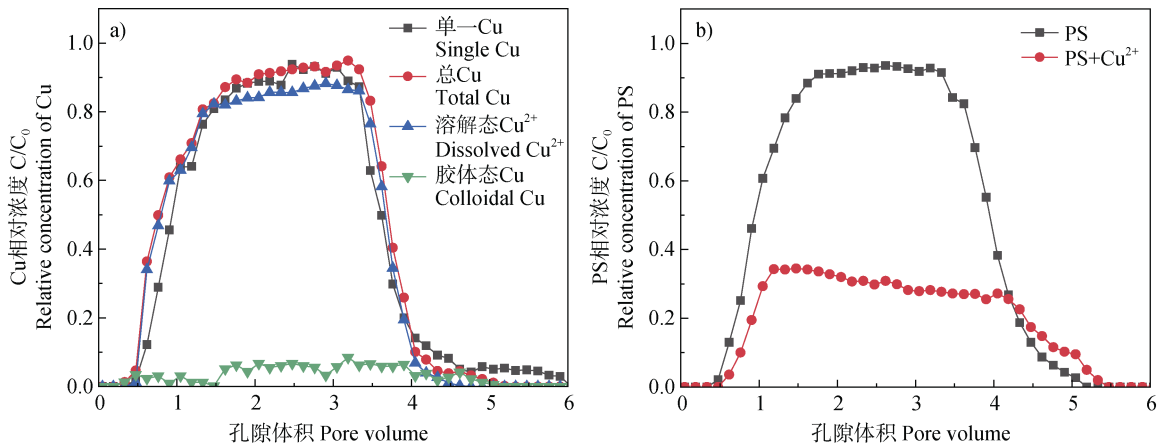 a)
单一Cu
Single Cu
总Cu
Total Cu
溶解态Cu²⁺
Dissolved Cu²⁺
胶体态Cu
Colloidal Cu
Cu相对浓度 C/C₀
Relative concentration of Cu
1.0
0.8
0.6
0.4
0.2
0.0
0 1 2 3 4 5 6
孔隙体积 Pore volume
b)
PS
PS+Cu²⁺
PS相对浓度 C/C₀
Relative concentration of PS
1.0
0.8
0.6
0.4
0.2
0.0
0 1 2 3 4 5 6
孔隙体积 Pore volume